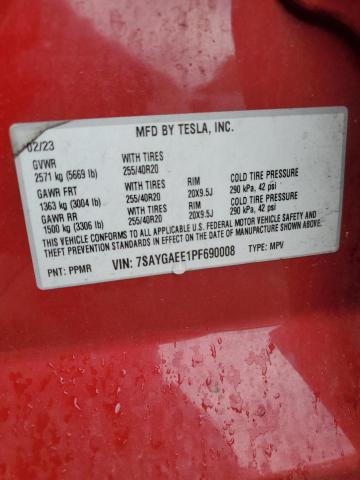 MFD BY TESLA, INC.
02/23
GVWR WITH TIRES
2571 kg (5669 lb) 255/40R20
GAWR FRT WITH TIRES RIM COLD TIRE PRESSURE
1363 kg (3004 lb) 255/40R20 20X9.5J 290 kPa, 42 psi
GAWR RR WITH TIRES RIM COLD TIRE PRESSURE
1500 kg (3306 lb) 255/40R20 20X9.5J 290 kPa, 42 psi
THIS VEHICLE CONFORMS TO ALL APPLICABLE U.S. FEDERAL MOTOR VEHICLE SAFETY AND
THEFT PREVENTION STANDARDS IN EFFECT ON THE DATE OF MANUFACTURE SHOWN ABOVE.
PNT: PPMR VIN: 7SAYGAEE1PF690008 TYPE: MPV